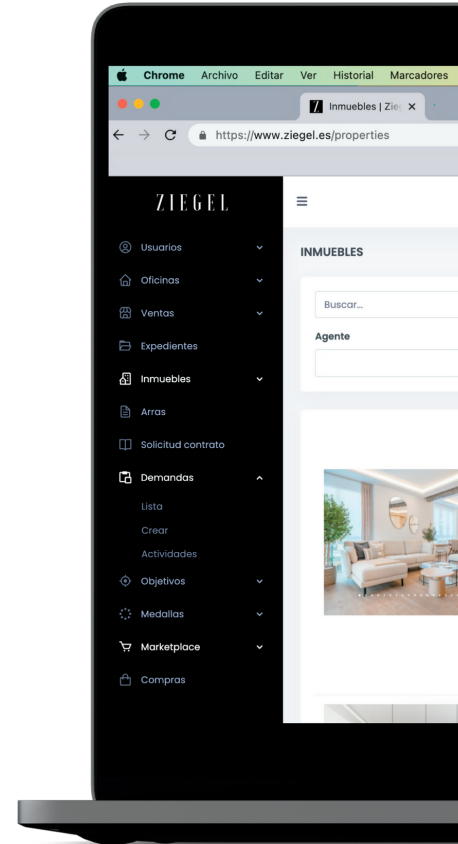 Chrome Archivo Editar Ver Historial Marcadores
Inmuebles | Zie
https://www.ziegel.es/properties
ZIEGEL
INMUEBLES
Usuarios
Oficinas
Ventas
Expedientes
Inmuebles
Arras
Solicitud contrato
Demandas
Lista
Crear
Actividades
Objetivos
Medallas
Marketplace
Compras
Buscar...
Agente